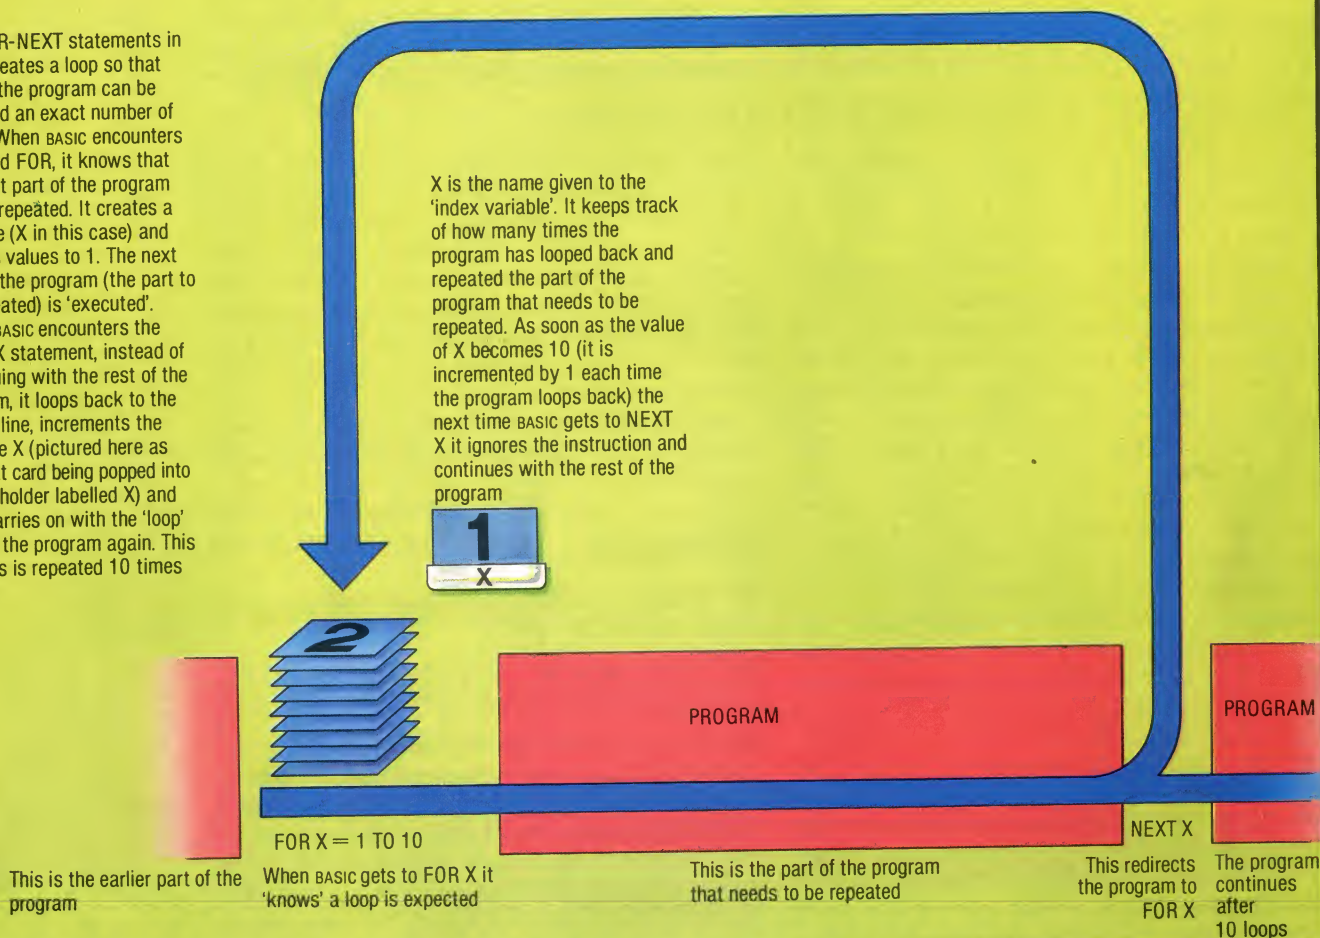 R-NEXT statements in
eates a loop so that
the program can be
d an exact number of
When BASIC encounters
d FOR, it knows that
t part of the program
repeated. It creates a
e (X in this case) and
values to 1. The next
the program (the part to
ated) is 'executed'.
BASIC encounters the
X statement, instead of
ing with the rest of the
m, it loops back to the
line, increments the
e X (pictured here as
t card being popped into
holder labelled X) and
arries on with the 'loop'
the program again. This
s is repeated 10 times
X is the name given to the
'index variable'. It keeps track
of how many times the
program has looped back and
repeated the part of the
program that needs to be
repeated. As soon as the value
of X becomes 10 (it is
incremented by 1 each time
the program loops back) the
next time BASIC gets to NEXT
X it ignores the instruction and
continues with the rest of the
program
1
X
2
PROGRAM
PROGRAM
FOR X = 1 TO 10
NEXT X
This is the earlier part of the
program
When BASIC gets to FOR X it
'knows' a loop is expected
This is the part of the program
that needs to be repeated
This redirects
the program to
FOR X
The program
continues
after
10 loops